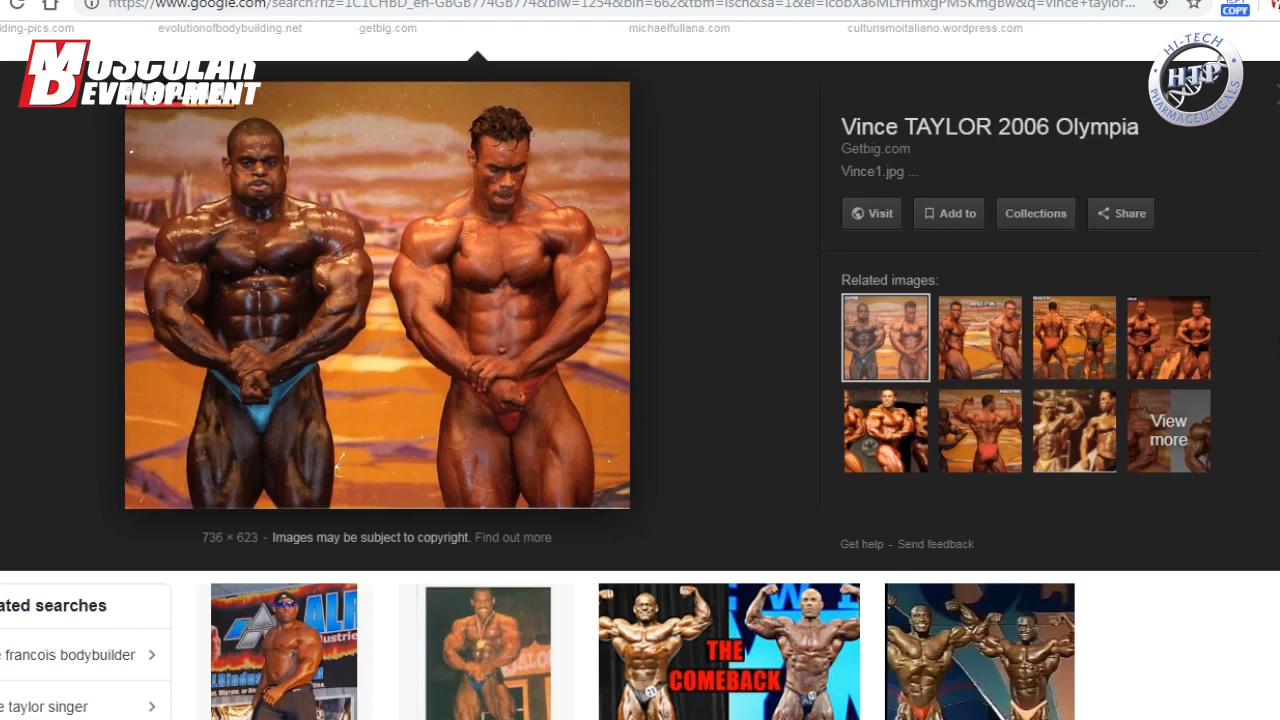 https://www.google.com/search?rlz=1C1CHBD_en-GBGB774GB774&biw=1254&bih=662&tbm=isch&sa=1&ei=
COPY
ding-pics.com
evolutionofbodybuilding.net
getbig.com
michaelfullana.com
culturismoitaliano.wordpress.com
MUSCULAR
DEVELOPMENT
HI-TECH
HTP
PHARMACEUTICALS
Vince TAYLOR 2006 Olympia
Getbig.com
Vince1.jpg ...
Visit
Add to
Collections
Share
Related images:
View
more
736 × 623 - Images may be subject to copyright. Find out more
Get help - Send feedback
ated searches
e francois bodybuilder
e taylor singer
THE
COMEBACK